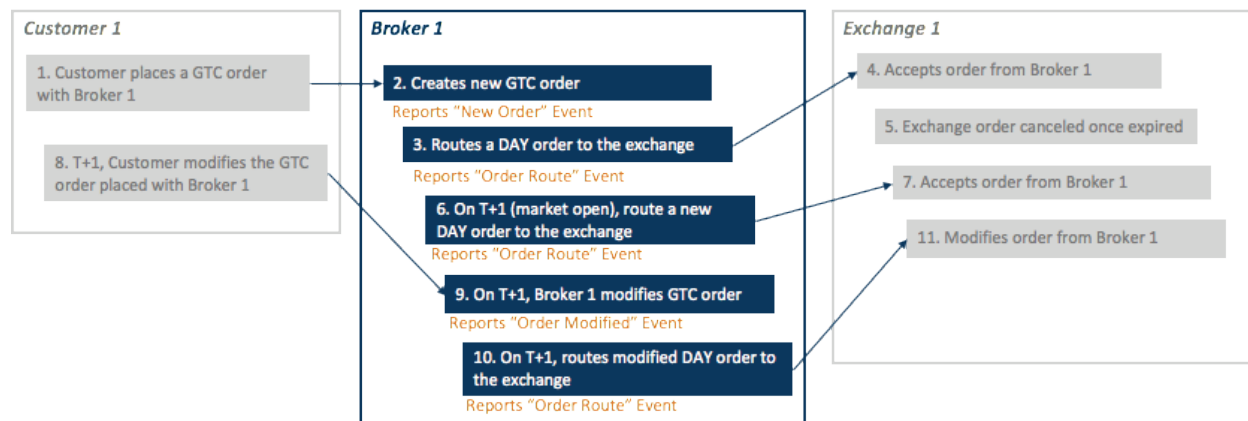 Customer 1
1. Customer places a GTC order
with Broker 1
8. T+1, Customer modifies the GTC
order placed with Broker 1
Broker 1
2. Creates new GTC order
Reports "New Order" Event
3. Routes a DAY order to the exchange
Reports "Order Route" Event
6. On T+1 (market open), route a new
DAY order to the exchange
Reports "Order Route" Event
9. On T+1, Broker 1 modifies GTC order
Reports "Order Modified" Event
10. On T+1, routes modified DAY order to
the exchange
Reports "Order Route" Event
Exchange 1
4. Accepts order from Broker 1
5. Exchange order canceled once expired
7. Accepts order from Broker 1
11. Modifies order from Broker 1